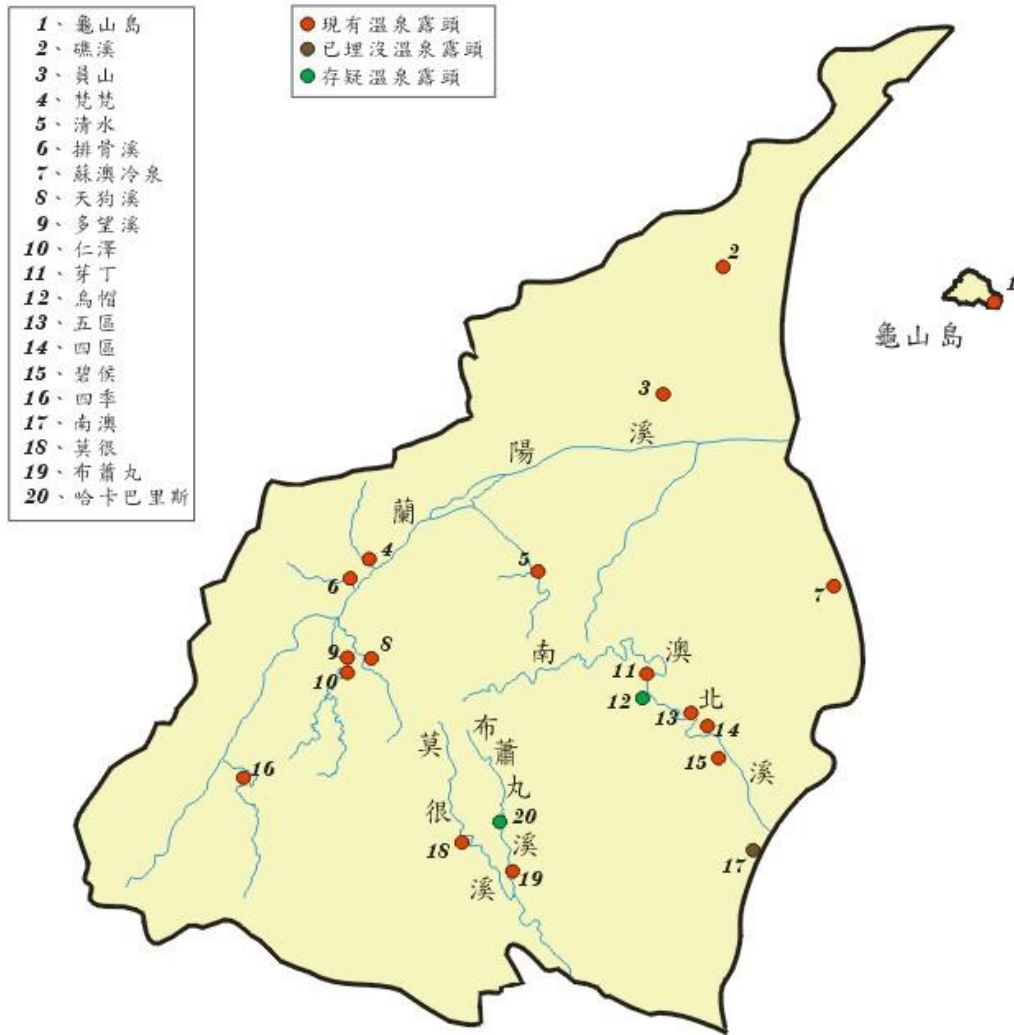 1、龜山島
2、礁溪
3、員山
4、梵梵
5、清水
6、排骨溪
7、蘇澳冷泉
8、天狗溪
9、多望溪
10、仁澤
11、芽丁
12、烏帽
13、五區
14、四區
15、碧侯
16、四季
17、南澳
18、莫很
19、布蕭丸
20、哈卡巴里斯
現有溫泉露頭
已埋沒溫泉露頭
存疑溫泉露頭
2
1
龜山島
3
蘭陽溪
4
5
6
7
8
9
10
南澳北溪
11
12
13
14
15
16
莫很溪
布蕭丸溪
20
18
19
17